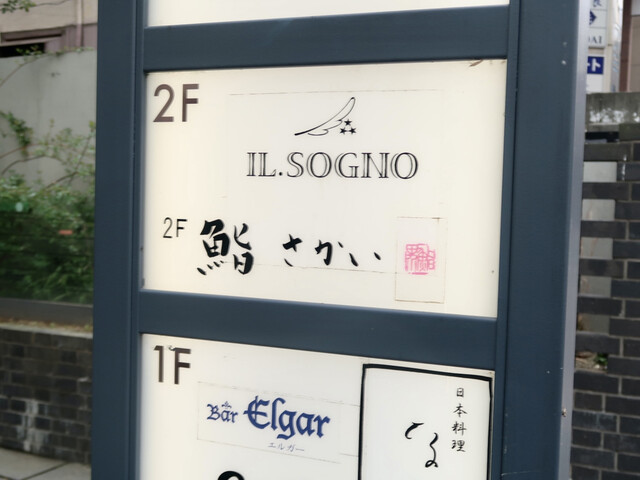 2F
IL.SOGNO
2F 鮨 さかい
1F
Bar Elgar
エルガー
日本料理